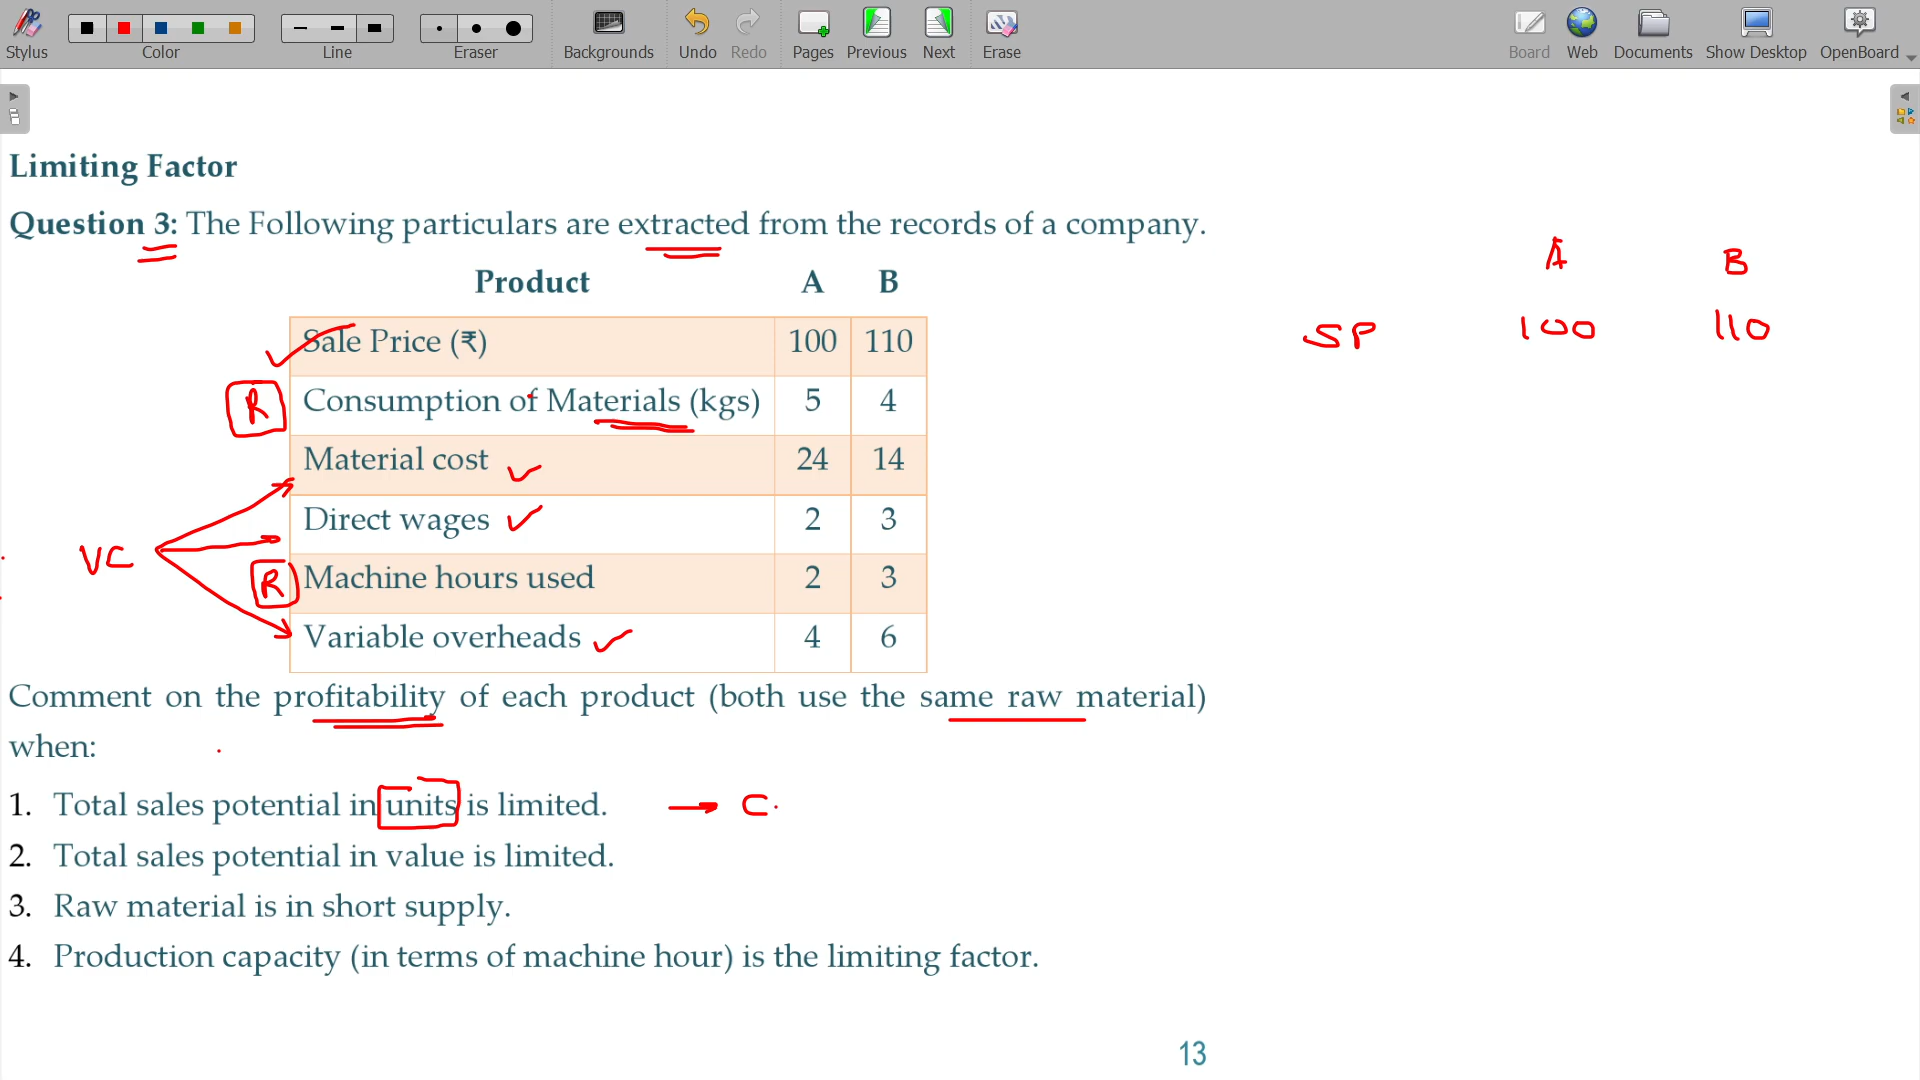 Stylus Color Line Eraser Backgrounds Undo Redo Pages Previous Next Erase Board Web Documents Show Desktop OpenBoard
Limiting Factor
Question 3: The Following particulars are extracted from the records of a company.
Product A B
Sale Price (₹) 100 110
R Consumption of Materials (kgs) 5 4
Material cost 24 14
Direct wages 2 3
VC
R Machine hours used 2 3
Variable overheads 4 6
A B
SP 100 110
Comment on the profitability of each product (both use the same raw material)
when:
1. Total sales potential in units is limited. → C
2. Total sales potential in value is limited.
3. Raw material is in short supply.
4. Production capacity (in terms of machine hour) is the limiting factor.
13